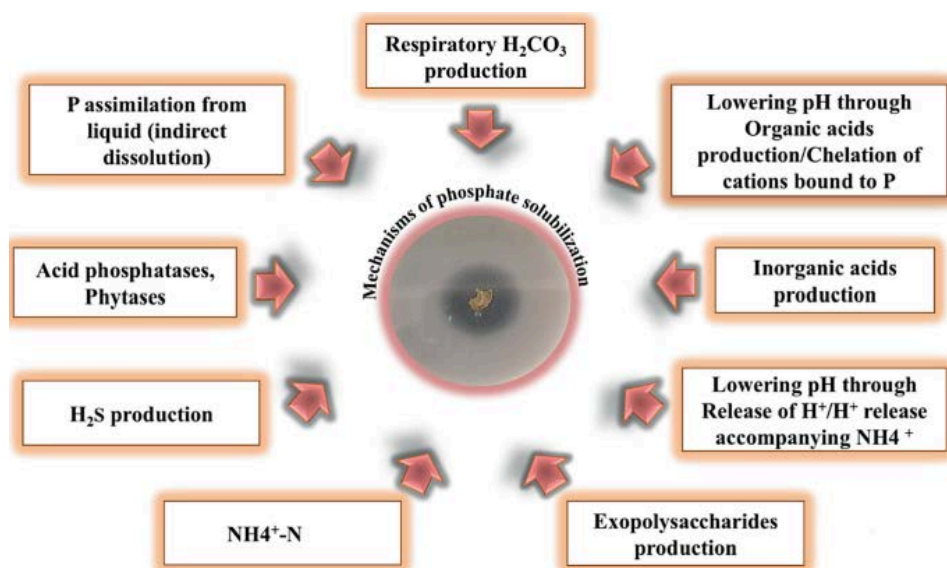 Respiratory H₂CO₃
production
P assimilation from
liquid (indirect
dissolution)
Lowering pH through
Organic acids
production/Chelation of
cations bound to P
Mechanisms of phosphate solubilization
Acid phosphatases,
Phytases
Inorganic acids
production
H₂S production
Lowering pH through
Release of H⁺/H⁺ release
accompanying NH4 ⁺
NH4⁺-N
Exopolysaccharides
production